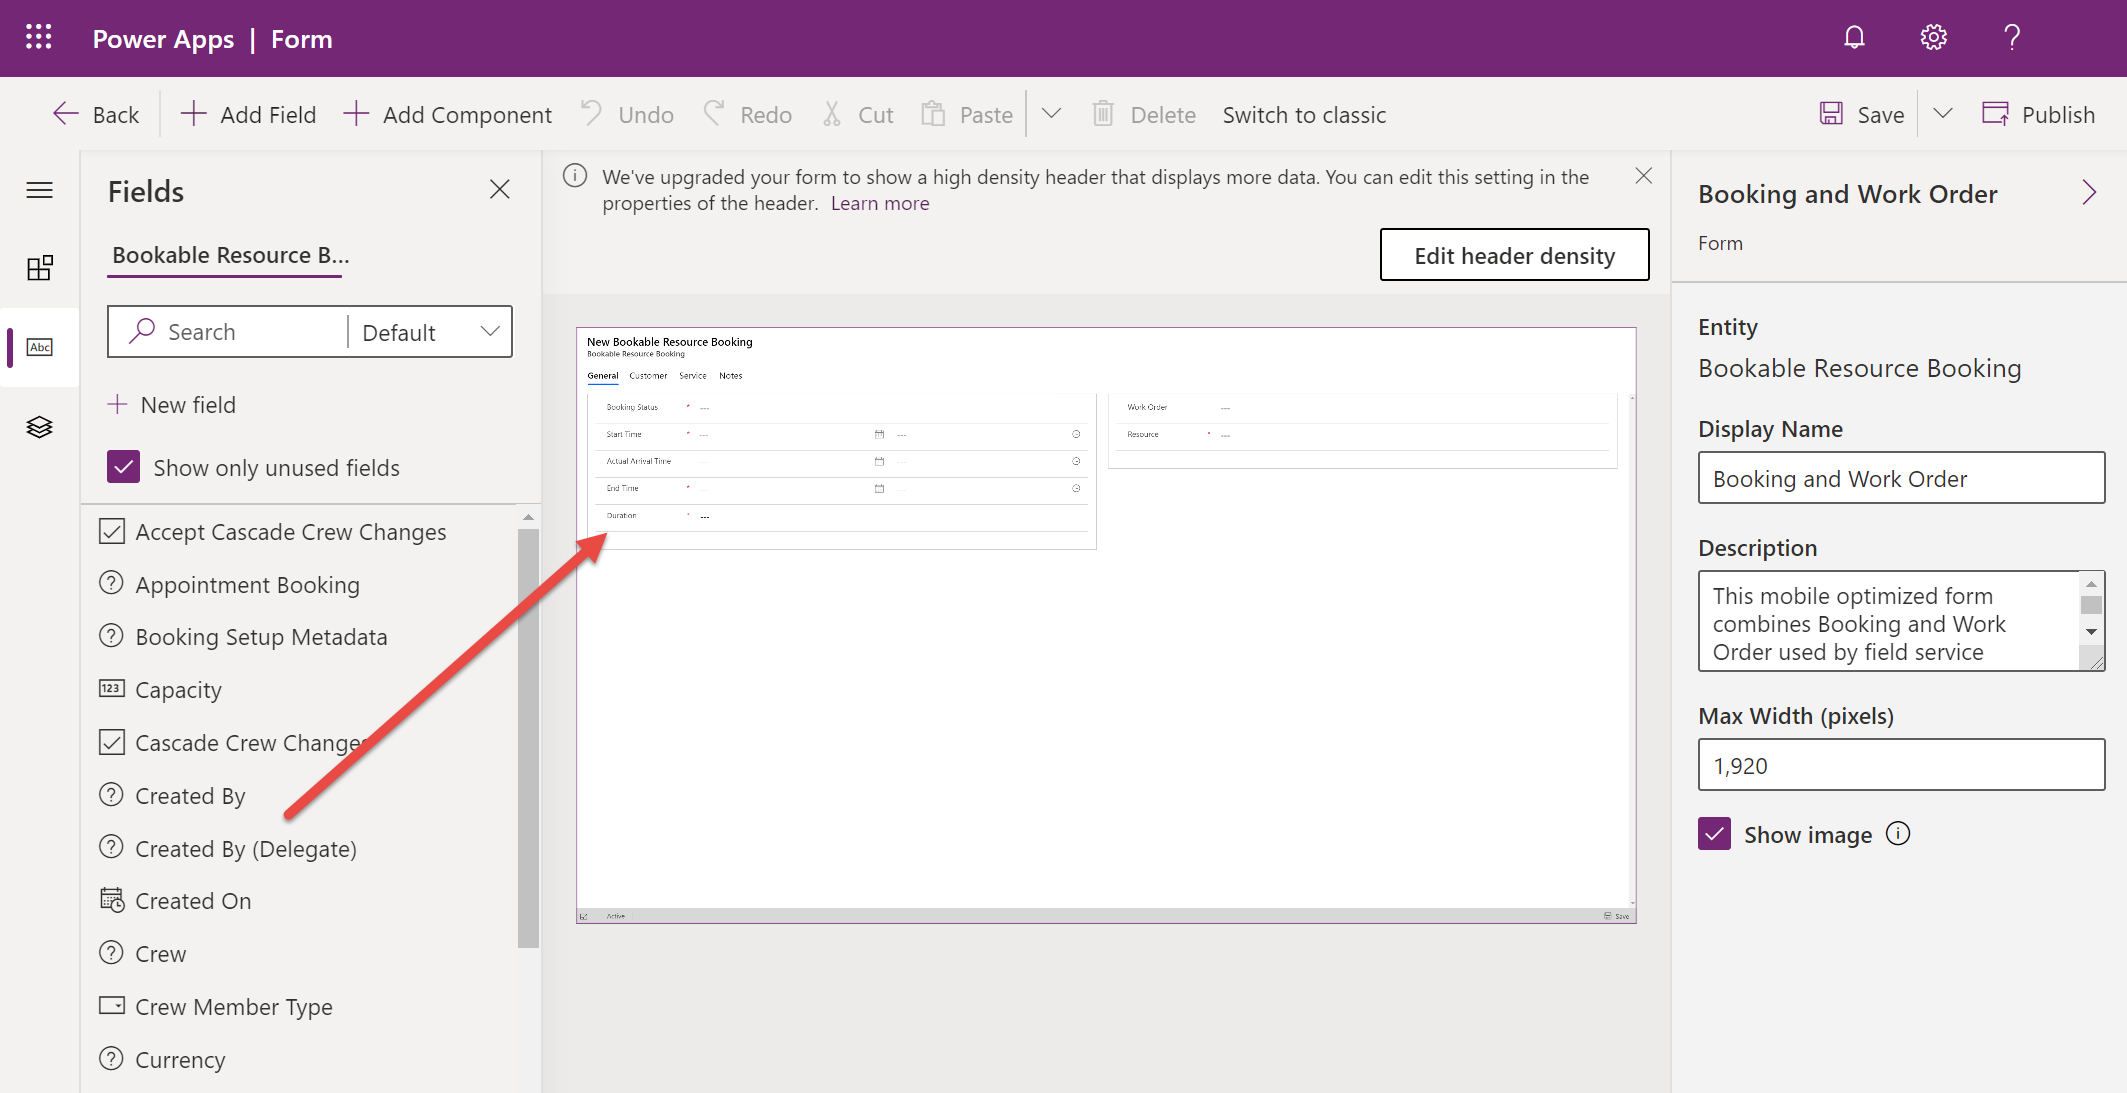 Power Apps | Form
Back
Add Field
Add Component
Undo
Redo
Cut
Paste
Delete
Switch to classic
Save
Publish
Fields
Bookable Resource B...
Search
Default
New field
Show only unused fields
Accept Cascade Crew Changes
Appointment Booking
Booking Setup Metadata
123 Capacity
Cascade Crew Changes
Created By
Created By (Delegate)
Created On
Crew
Crew Member Type
Currency
Abc
We've upgraded your form to show a high density header that displays more data. You can edit this setting in the
properties of the header. Learn more
Edit header density
New Bookable Resource Booking
Bookable Resource Booking
General Customer Service Notes
Booking Status * ---
Start Time * --- ---
Actual Arrival Time --- ---
End Time * --- ---
Duration * ---
Work Order ---
Resource * ---
Active
Save
Booking and Work Order
Form
Entity
Bookable Resource Booking
Display Name
Booking and Work Order
Description
This mobile optimized form
combines Booking and Work
Order used by field service
Max Width (pixels)
1,920
Show image